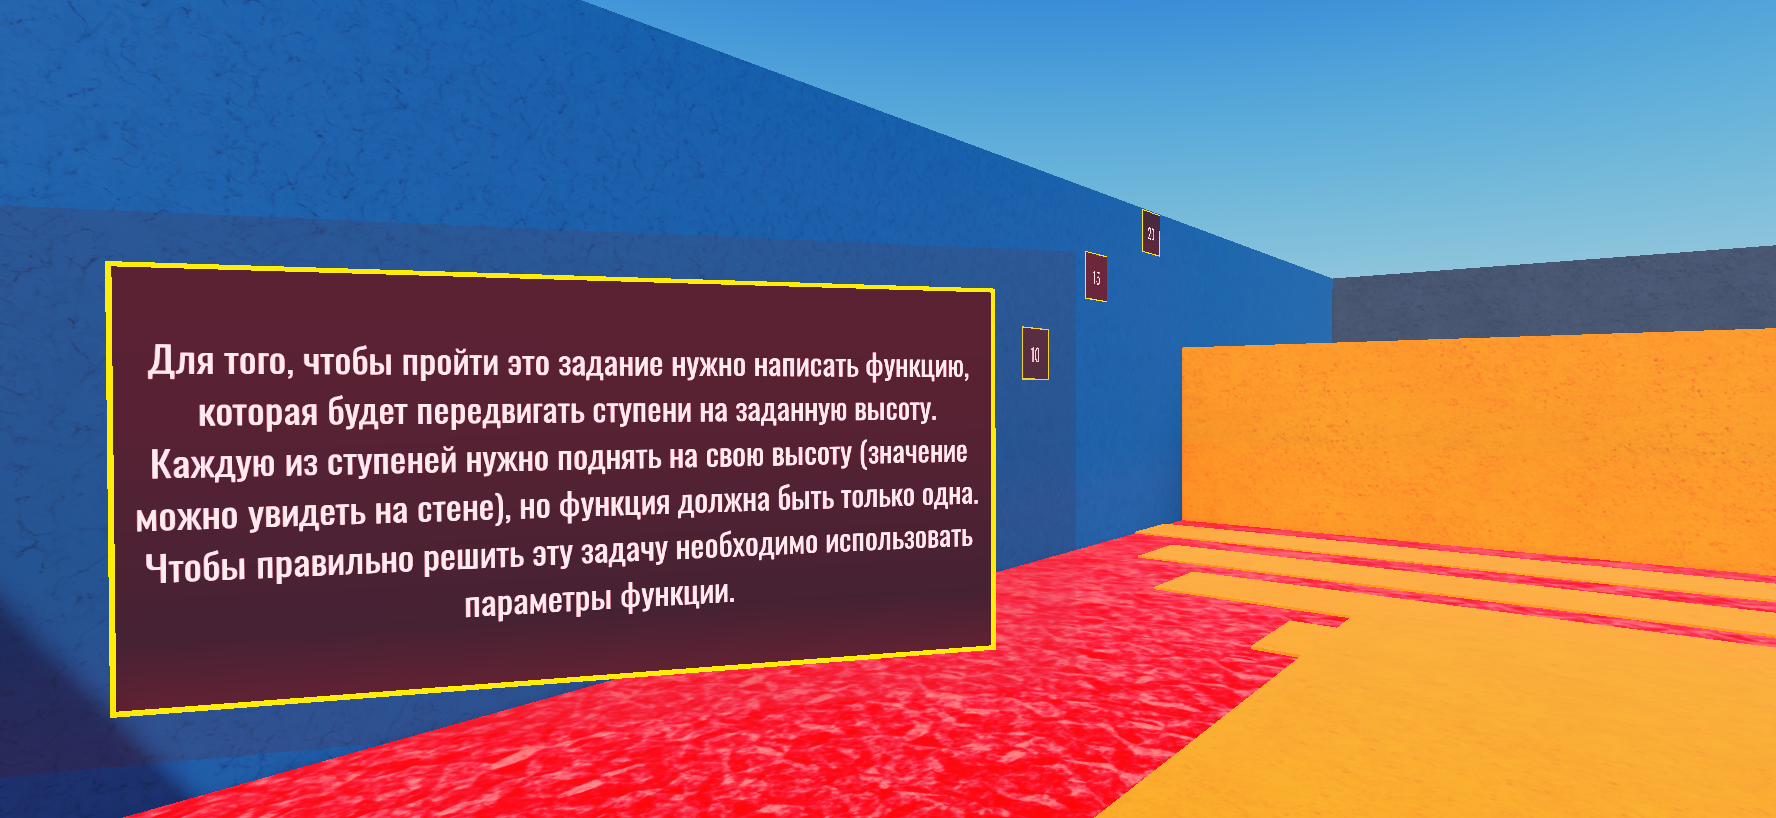 Для того, чтобы пройти это задание нужно написать функцию,
которая будет передвигать ступени на заданную высоту.
Каждую из ступеней нужно поднять на свою высоту (значение
можно увидеть на стене), но функция должна быть только одна.
Чтобы правильно решить эту задачу необходимо использовать
параметры функции.
10
15
20